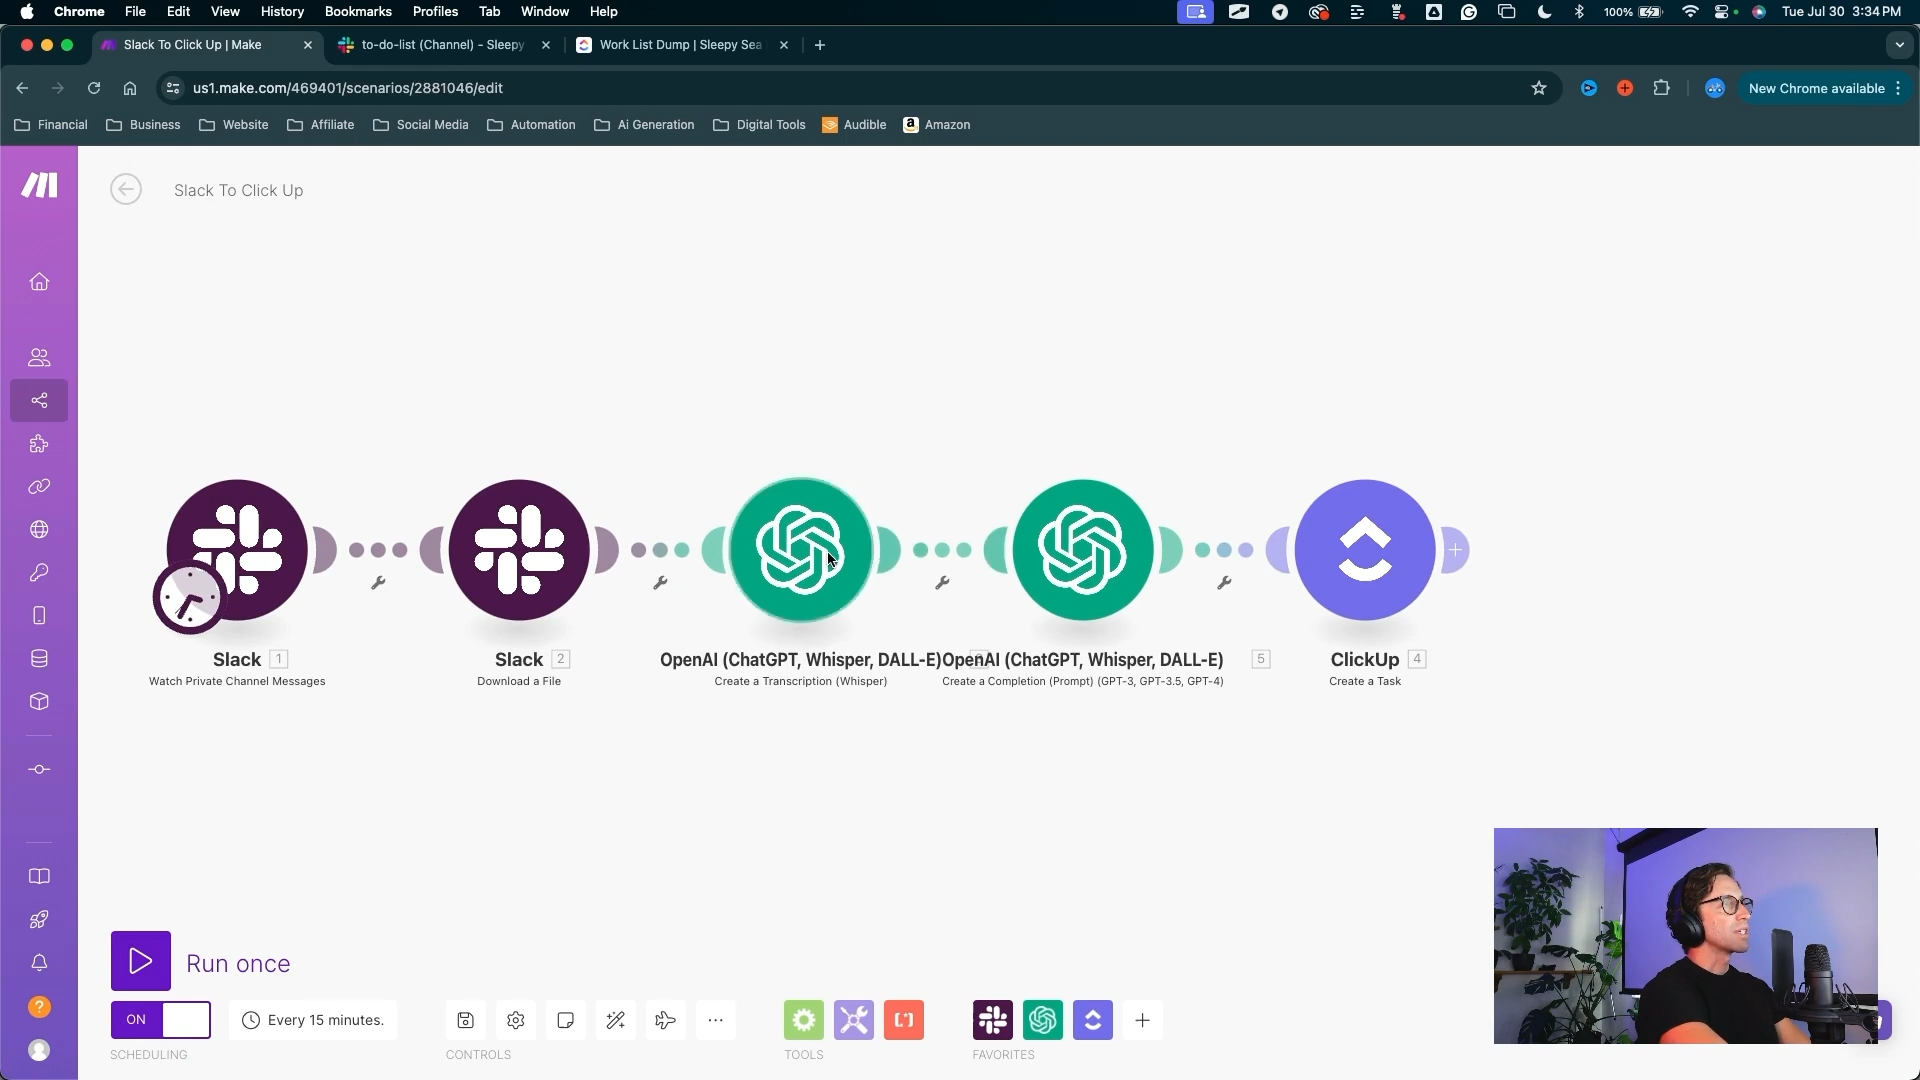 Chrome File Edit View History Bookmarks Profiles Tab Window Help 100% Tue Jul 30 3:34 PM
Slack To Click Up | Make
to-do-list (Channel) - Sleepy
Work List Dump | Sleepy Sea
us1.make.com/469401/scenarios/2881046/edit
New Chrome available
Financial Business Website Affiliate Social Media Automation Ai Generation Digital Tools Audible Amazon
Slack To Click Up
Slack 1
Watch Private Channel Messages
Slack 2
Download a File
OpenAI (ChatGPT, Whisper, DALL-E)
Create a Transcription (Whisper)
OpenAI (ChatGPT, Whisper, DALL-E) 5
Create a Completion (Prompt) (GPT-3, GPT-3.5, GPT-4)
ClickUp 4
Create a Task
Run once
ON
Every 15 minutes.
SCHEDULING
CONTROLS
TOOLS
FAVORITES